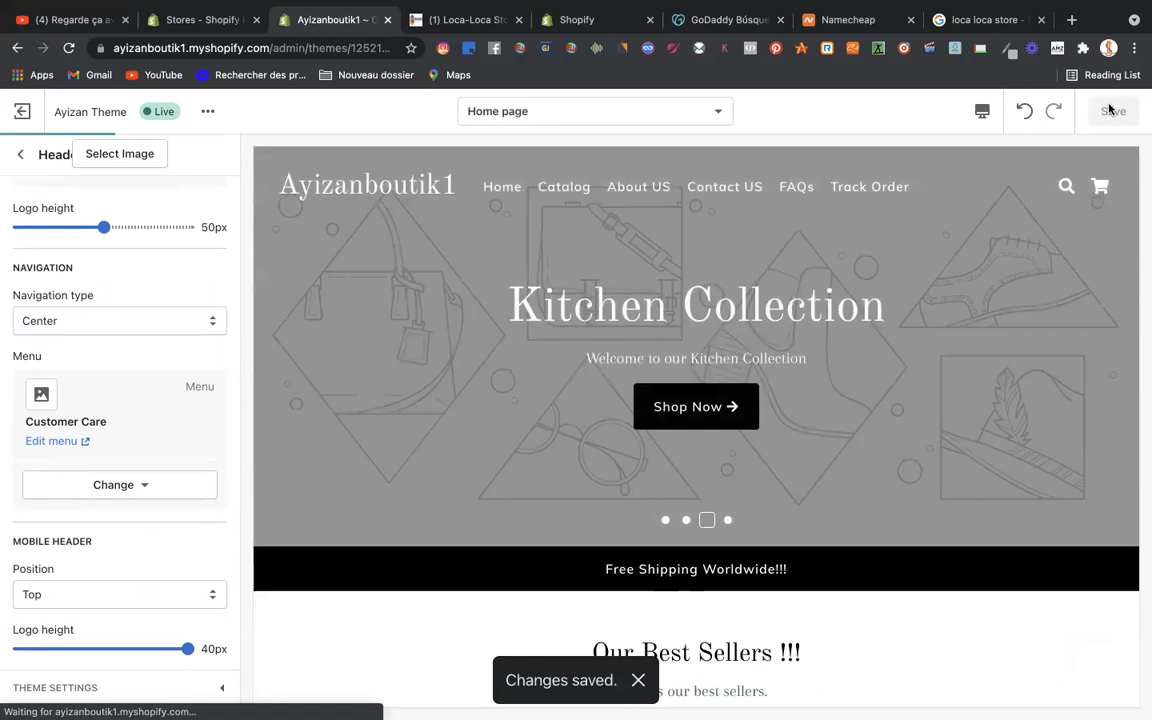 Regarde ça av
Stores - Shopify
Ayizanboutik1 ~ C
(1) Loca-Loca Sto
Shopify
GoDaddy Búsque
Namecheap
loca loca store -
ayizanboutik1.myshopify.com/admin/themes/12521...
Apps
Gmail
YouTube
Rechercher des pr...
Nouveau dossier
Maps
Reading List
Ayizan Theme
Live
Home page
Save
Select Image
Logo height
50px
NAVIGATION
Navigation type
Center
Menu
Menu
Customer Care
Edit menu
Change
MOBILE HEADER
Position
Top
Logo height
40px
THEME SETTINGS
Waiting for ayizanboutik1.myshopify.com...
Ayizanboutik1
Home
Catalog
About US
Contact US
FAQs
Track Order
Kitchen Collection
Welcome to our Kitchen Collection
Shop Now
Free Shipping Worldwide!!!
Our Best Sellers !!!
s our best sellers.
Changes saved.